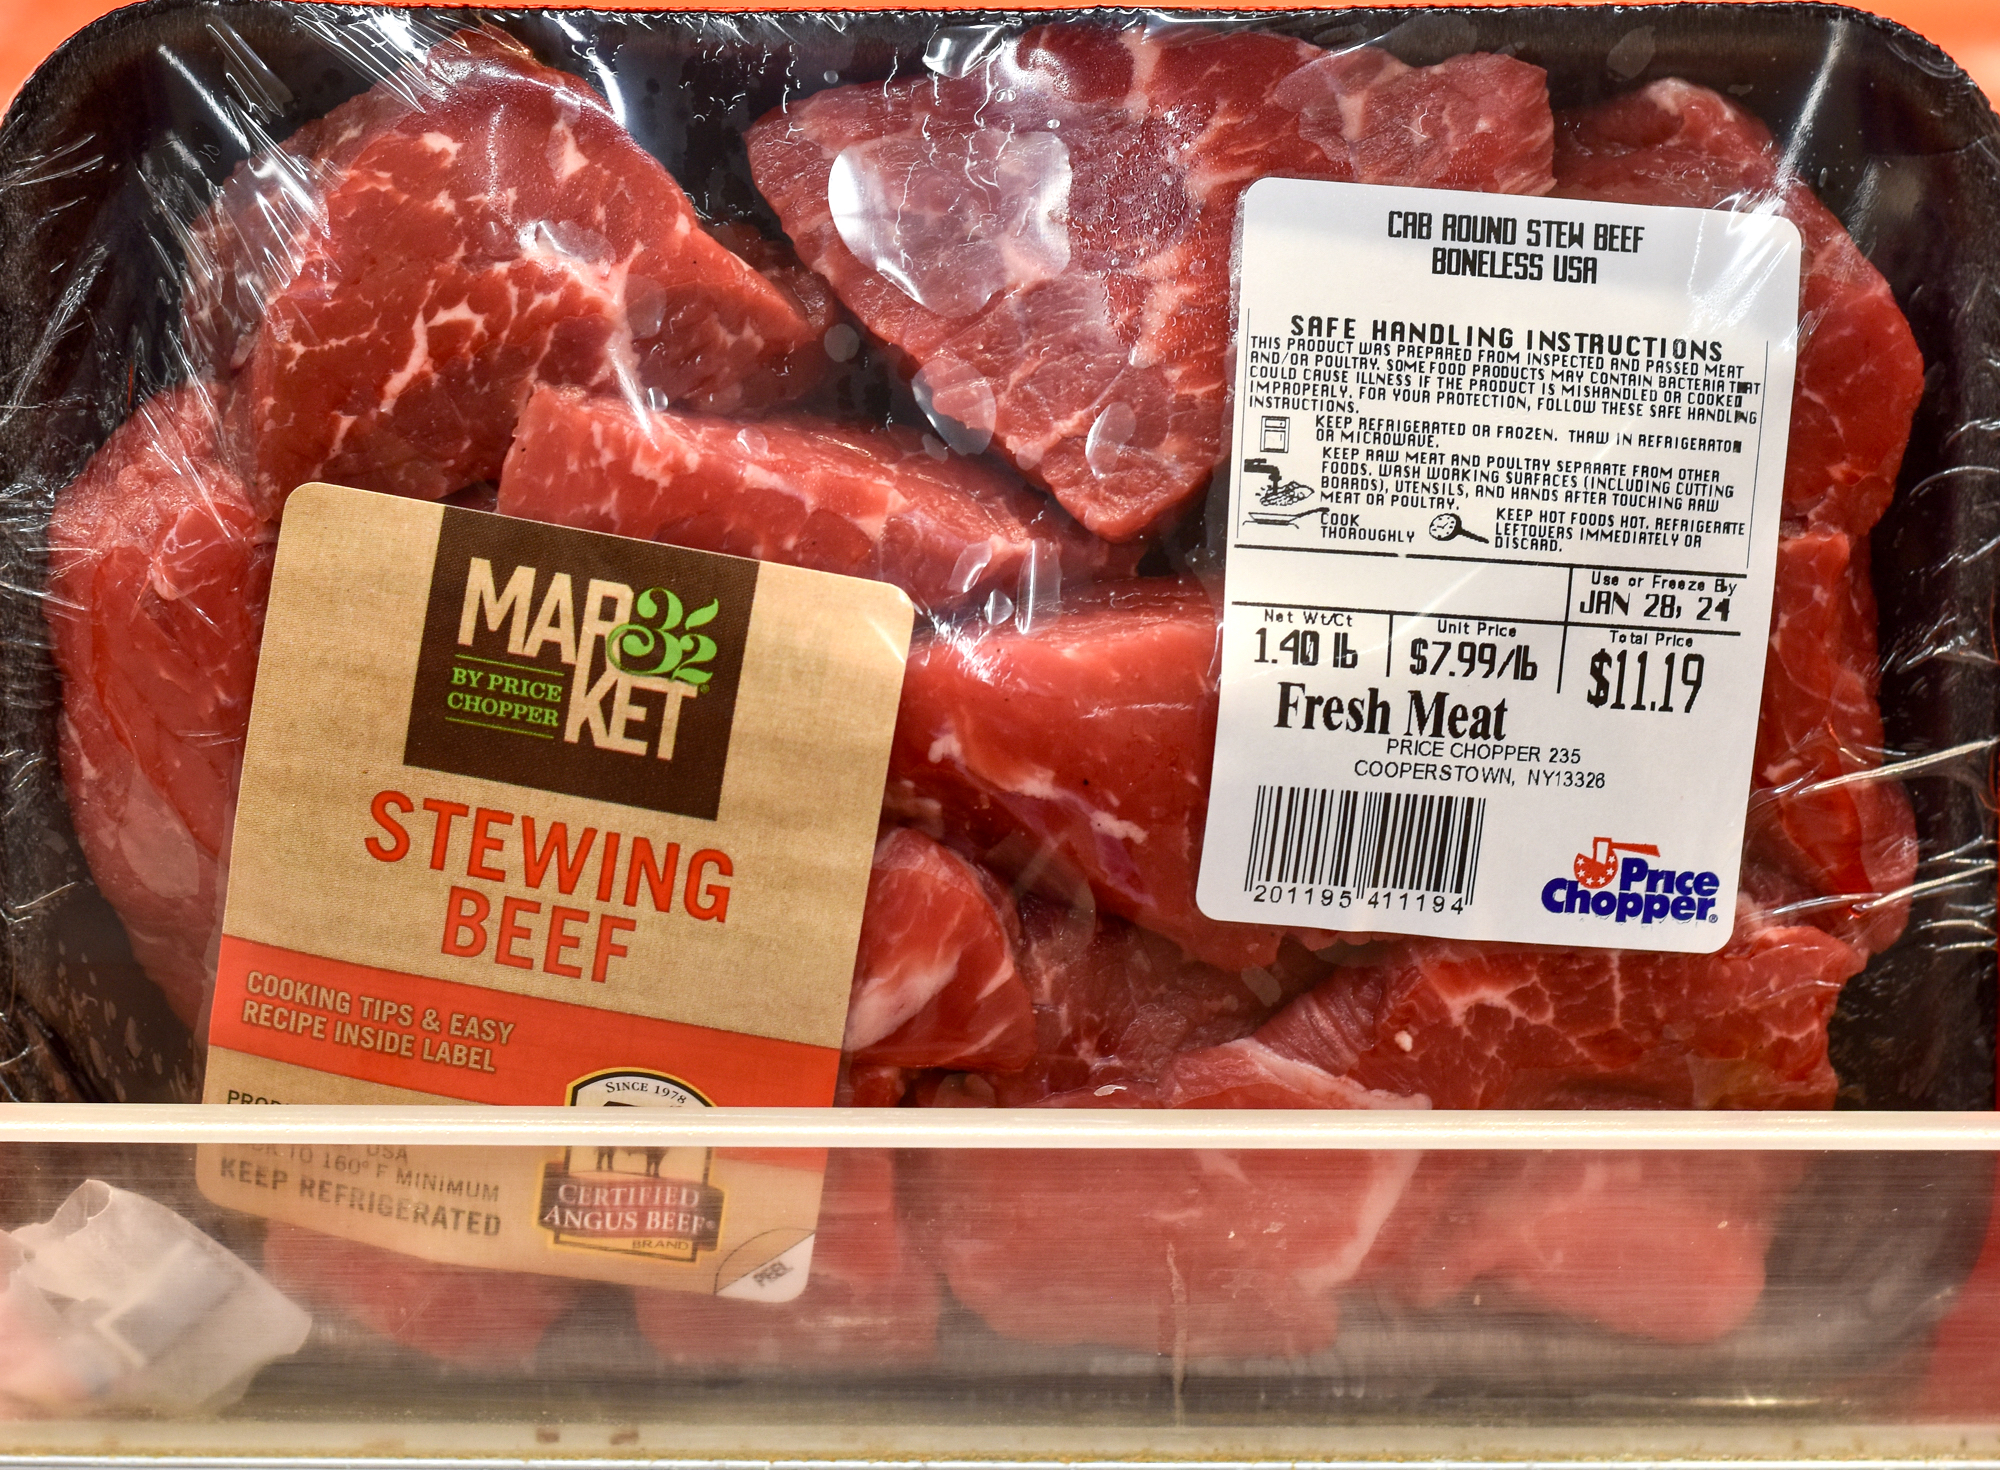 CAB ROUND STEW BEEF
BONELESS USA
SAFE HANDLING INSTRUCTIONS
THIS PRODUCT WAS PREPARED FROM INSPECTED AND PASSED MEAT
AND/OR POULTRY. SOME FOOD PRODUCTS MAY CONTAIN BACTERIA THAT
COULD CAUSE ILLNESS IF THE PRODUCT IS MISHANDLED OR COOKED
IMPROPERLY. FOR YOUR PROTECTION, FOLLOW THESE SAFE HANDLING
INSTRUCTIONS.
KEEP REFRIGERATED OR FROZEN. THAW IN REFRIGERATOR
OR MICROWAVE.
KEEP RAW MEAT AND POULTRY SEPARATE FROM OTHER
FOODS. WASH WORKING SURFACES (INCLUDING CUTTING
BOARDS), UTENSILS, AND HANDS AFTER TOUCHING RAW
MEAT OR POULTRY.
COOK
THOROUGHLY
KEEP HOT FOODS HOT. REFRIGERATE
LEFTOVERS IMMEDIATELY OR
DISCARD.
Use or Freeze By
JAN 28, 24
Net Wt/Ct
1.40 lb
Unit Price
$7.99/lb
Total Price
$11.19
Fresh Meat
PRICE CHOPPER 235
COOPERSTOWN, NY13326
201195 411194
Price
Chopper®
MARKET 32
BY PRICE
CHOPPER
STEWING
BEEF
COOKING TIPS & EASY
RECIPE INSIDE LABEL
USA
TO 160° F MINIMUM
KEEP REFRIGERATED
SINCE 1978
CERTIFIED
ANGUS BEEF®
BRAND
PEEL